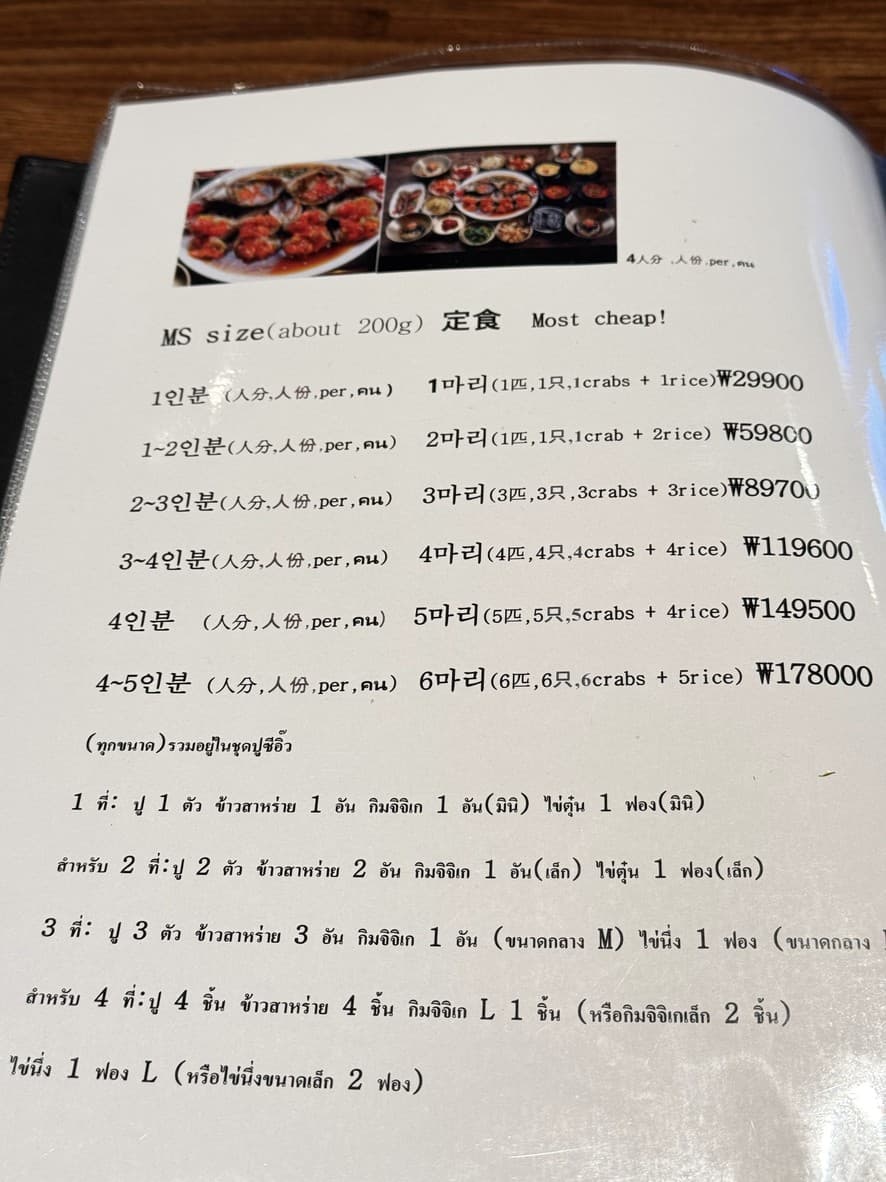 4人分 ,人份,per,คน
MS size(about 200g) 定食 Most cheap!
1인분 (人分,人份,per,คน) 1마리(1匹,1只,1crabs + 1rice)₩29900
1~2인분(人分,人份,per,คน) 2마리(1匹,1只,1crab + 2rice) ₩59800
2~3인분(人分,人份,per,คน) 3마리(3匹,3只,3crabs + 3rice)₩89700
3~4인분(人分,人份,per,คน) 4마리(4匹,4只,4crabs + 4rice) ₩119600
4인분 (人分,人份,per,คน) 5마리(5匹,5只,5crabs + 4rice) ₩149500
4~5인분 (人分,人份,per,คน) 6마리(6匹,6只,6crabs + 5rice) ₩178000
(ทุกขนาด)รวมอยู่ในชุดปูซีอิ๊ว
1 ที่: ปู 1 ตัว ข้าวสาหร่าย 1 อัน กิมจิจิเก 1 อัน(มินิ) ไข่ตุ๋น 1 ฟอง(มินิ)
สำหรับ 2 ที่:ปู 2 ตัว ข้าวสาหร่าย 2 อัน กิมจิจิเก 1 อัน(เล็ก) ไข่ตุ๋น 1 ฟอง(เล็ก)
3 ที่: ปู 3 ตัว ข้าวสาหร่าย 3 อัน กิมจิจิเก 1 อัน (ขนาดกลาง M) ไข่นึ่ง 1 ฟอง (ขนาดกลาง
สำหรับ 4 ที่:ปู 4 ชิ้น ข้าวสาหร่าย 4 ชิ้น กิมจิจิเก L 1 ชิ้น (หรือกิมจิจิเกเล็ก 2 ชิ้น)
ไข่นึ่ง 1 ฟอง L (หรือไข่นึ่งขนาดเล็ก 2 ฟอง)